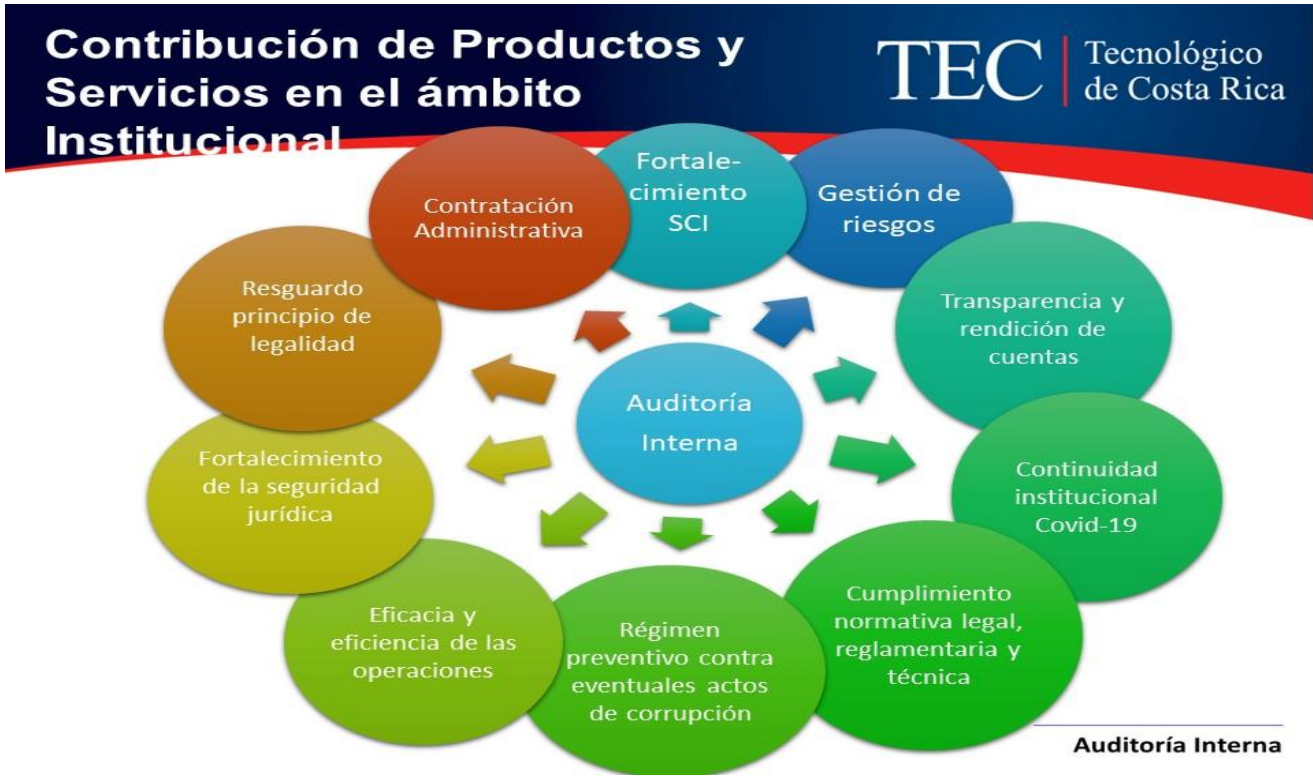 Contribución de Productos y
Servicios en el ámbito
Institucional
TEC
Tecnológico
de Costa Rica
Fortale-
cimiento
SCI
Gestión de
riesgos
Transparencia y
rendición de
cuentas
Continuidad
institucional
Covid-19
Cumplimiento
normativa legal,
reglamentaria y
técnica
Régimen
preventivo contra
eventuales actos
de corrupción
Eficacia y
eficiencia de las
operaciones
Fortalecimiento
de la seguridad
jurídica
Resguardo
principio de
legalidad
Contratación
Administrativa
Auditoría
Interna
Auditoría Interna